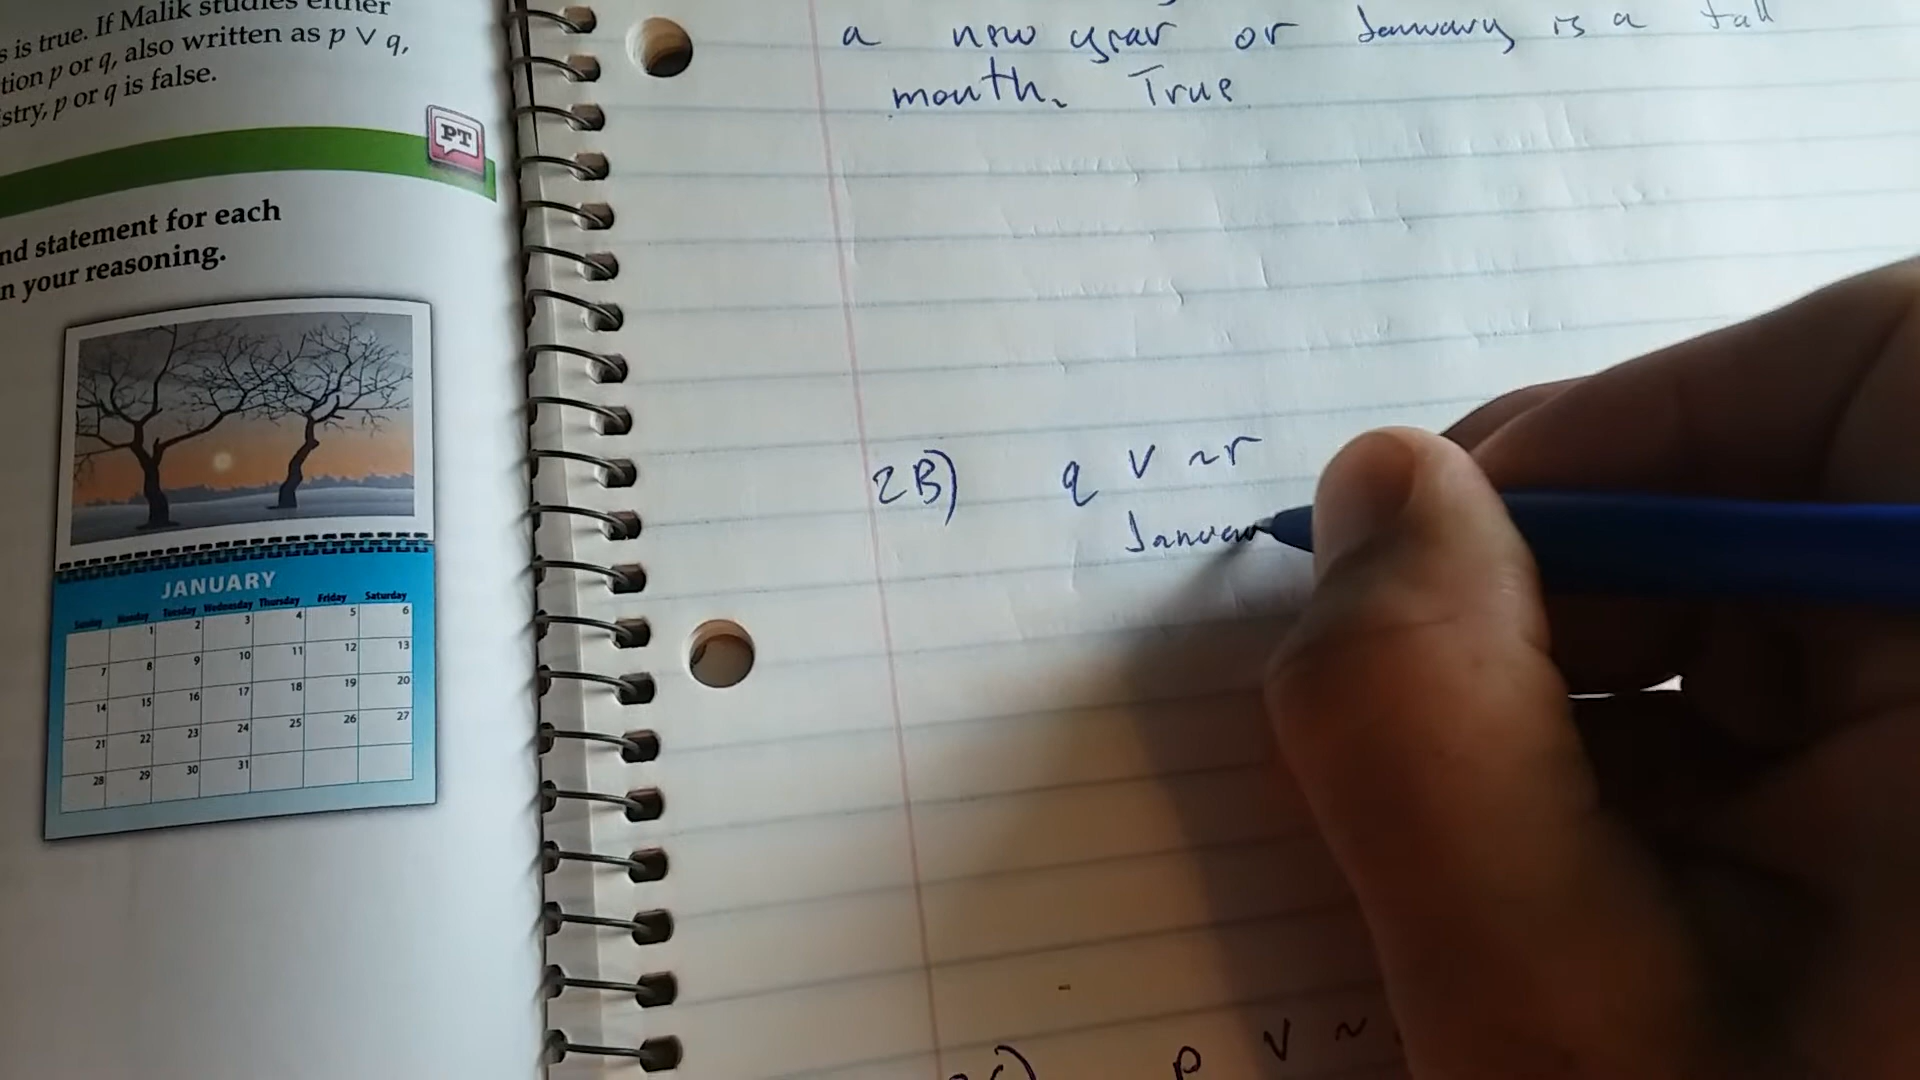 s is true. If Malik studies either
tion p or q, also written as p ∨ q,
stry, p or q is false.
PT
nd statement for each
n your reasoning.
JANUARY
Sunday Monday Tuesday Wednesday Thursday Friday Saturday
1 2 3 4 5 6
7 8 9 10 11 12 13
14 15 16 17 18 19 20
21 22 23 24 25 26 27
28 29 30 31
a new year or January is a fall
month. True
2B) q ∨ ~r
Januar
p ∨ ~